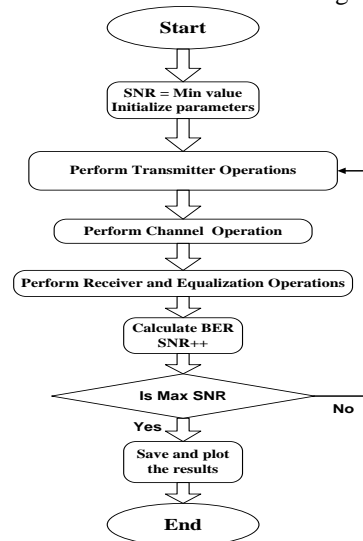 Start
SNR = Min value
Initialize parameters
Perform Transmitter Operations
Perform Channel Operation
Perform Receiver and Equalization Operations
Calculate BER
SNR++
Is Max SNR
No
Yes
Save and plot
the results
End